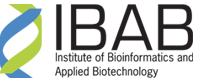 IBAB
Institute of Bioinformatics and
Applied Biotechnology